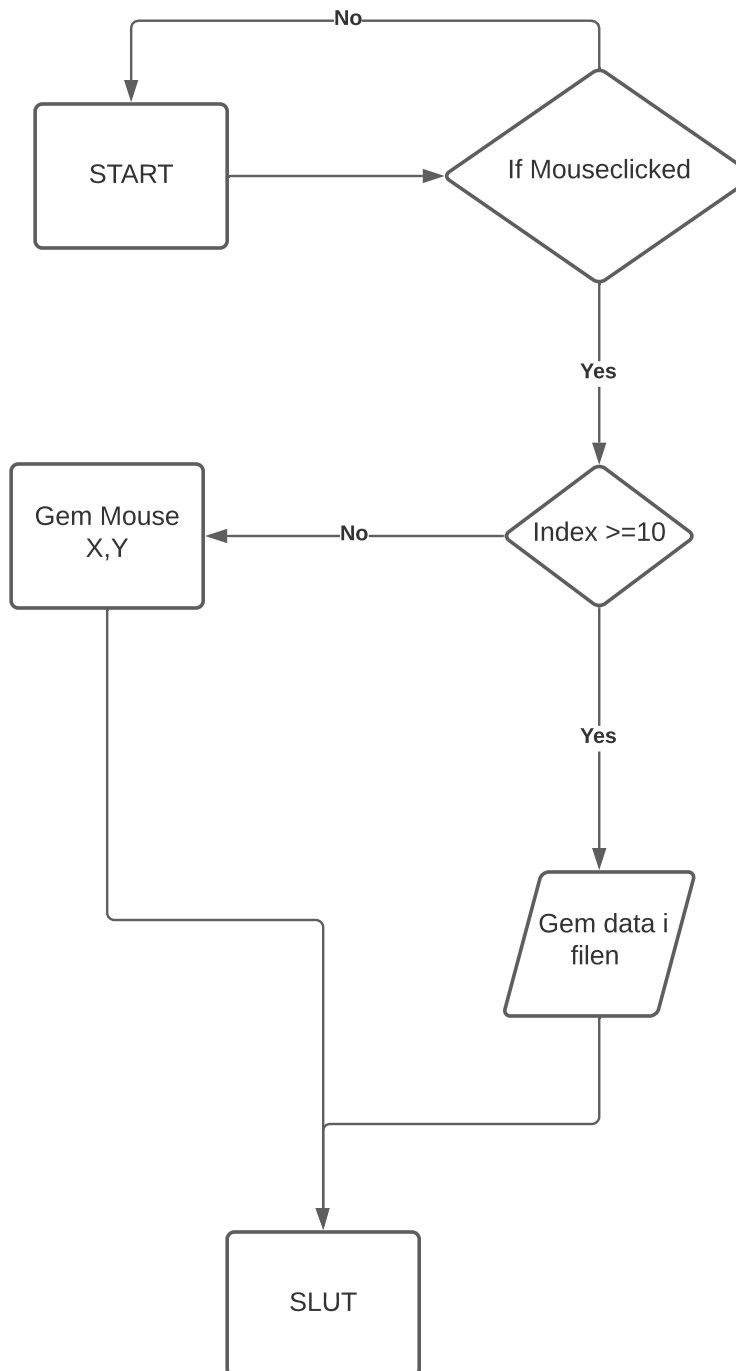 No
START
If Mouseclicked
Yes
Gem Mouse
X,Y
No
Index >=10
Yes
Gem data i
filen
SLUT